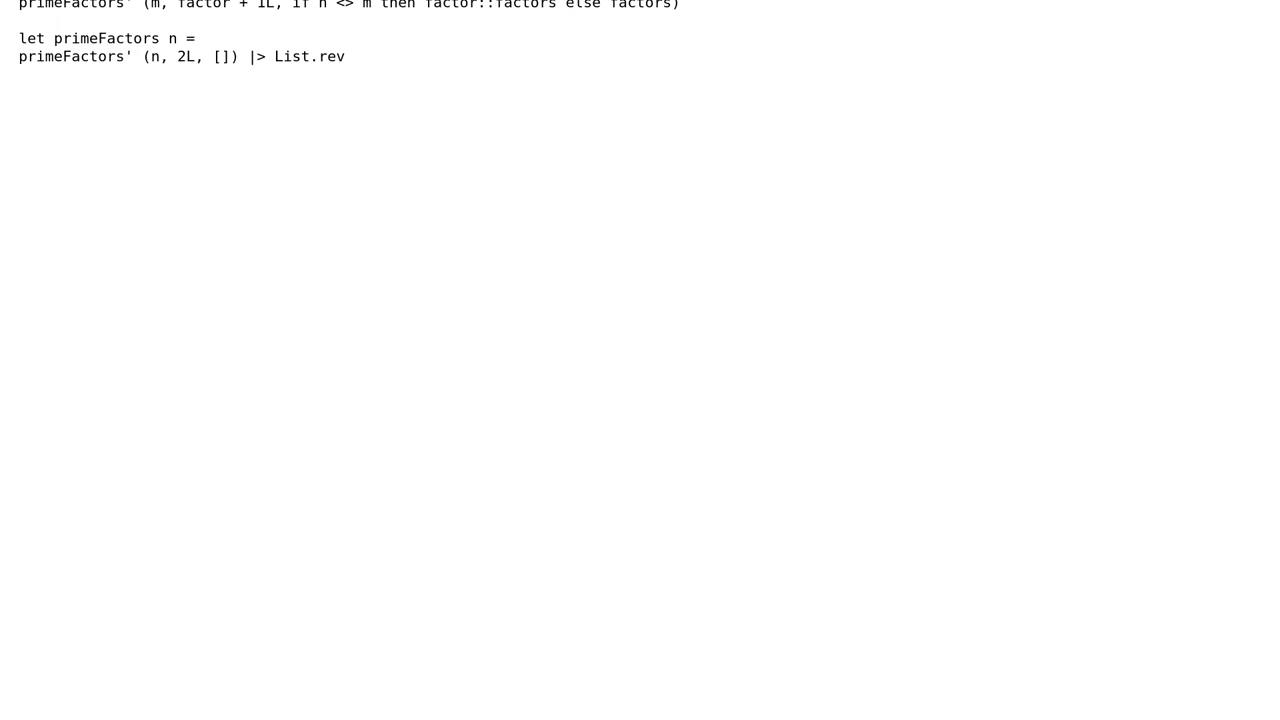 primeFactors' (m, factor + 1L, if n <> m then factor::factors else factors)

let primeFactors n =
primeFactors' (n, 2L, []) |> List.rev